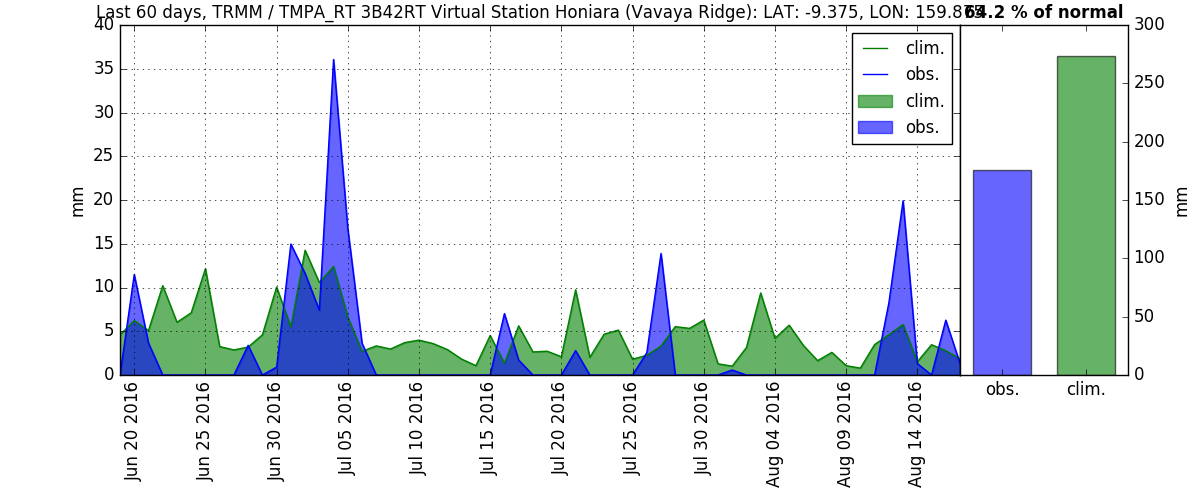 Last 60 days, TRMM / TMPA_RT 3B42RT Virtual Station Honiara (Vavaya Ridge): LAT: -9.375, LON: 159.875
64.2 % of normal
40
35
30
25
20
15
10
5
0
mm
clim.
obs.
clim.
obs.
Jun 20 2016
Jun 25 2016
Jun 30 2016
Jul 05 2016
Jul 10 2016
Jul 15 2016
Jul 20 2016
Jul 25 2016
Jul 30 2016
Aug 04 2016
Aug 09 2016
Aug 14 2016
300
250
200
150
100
50
0
mm
obs.
clim.